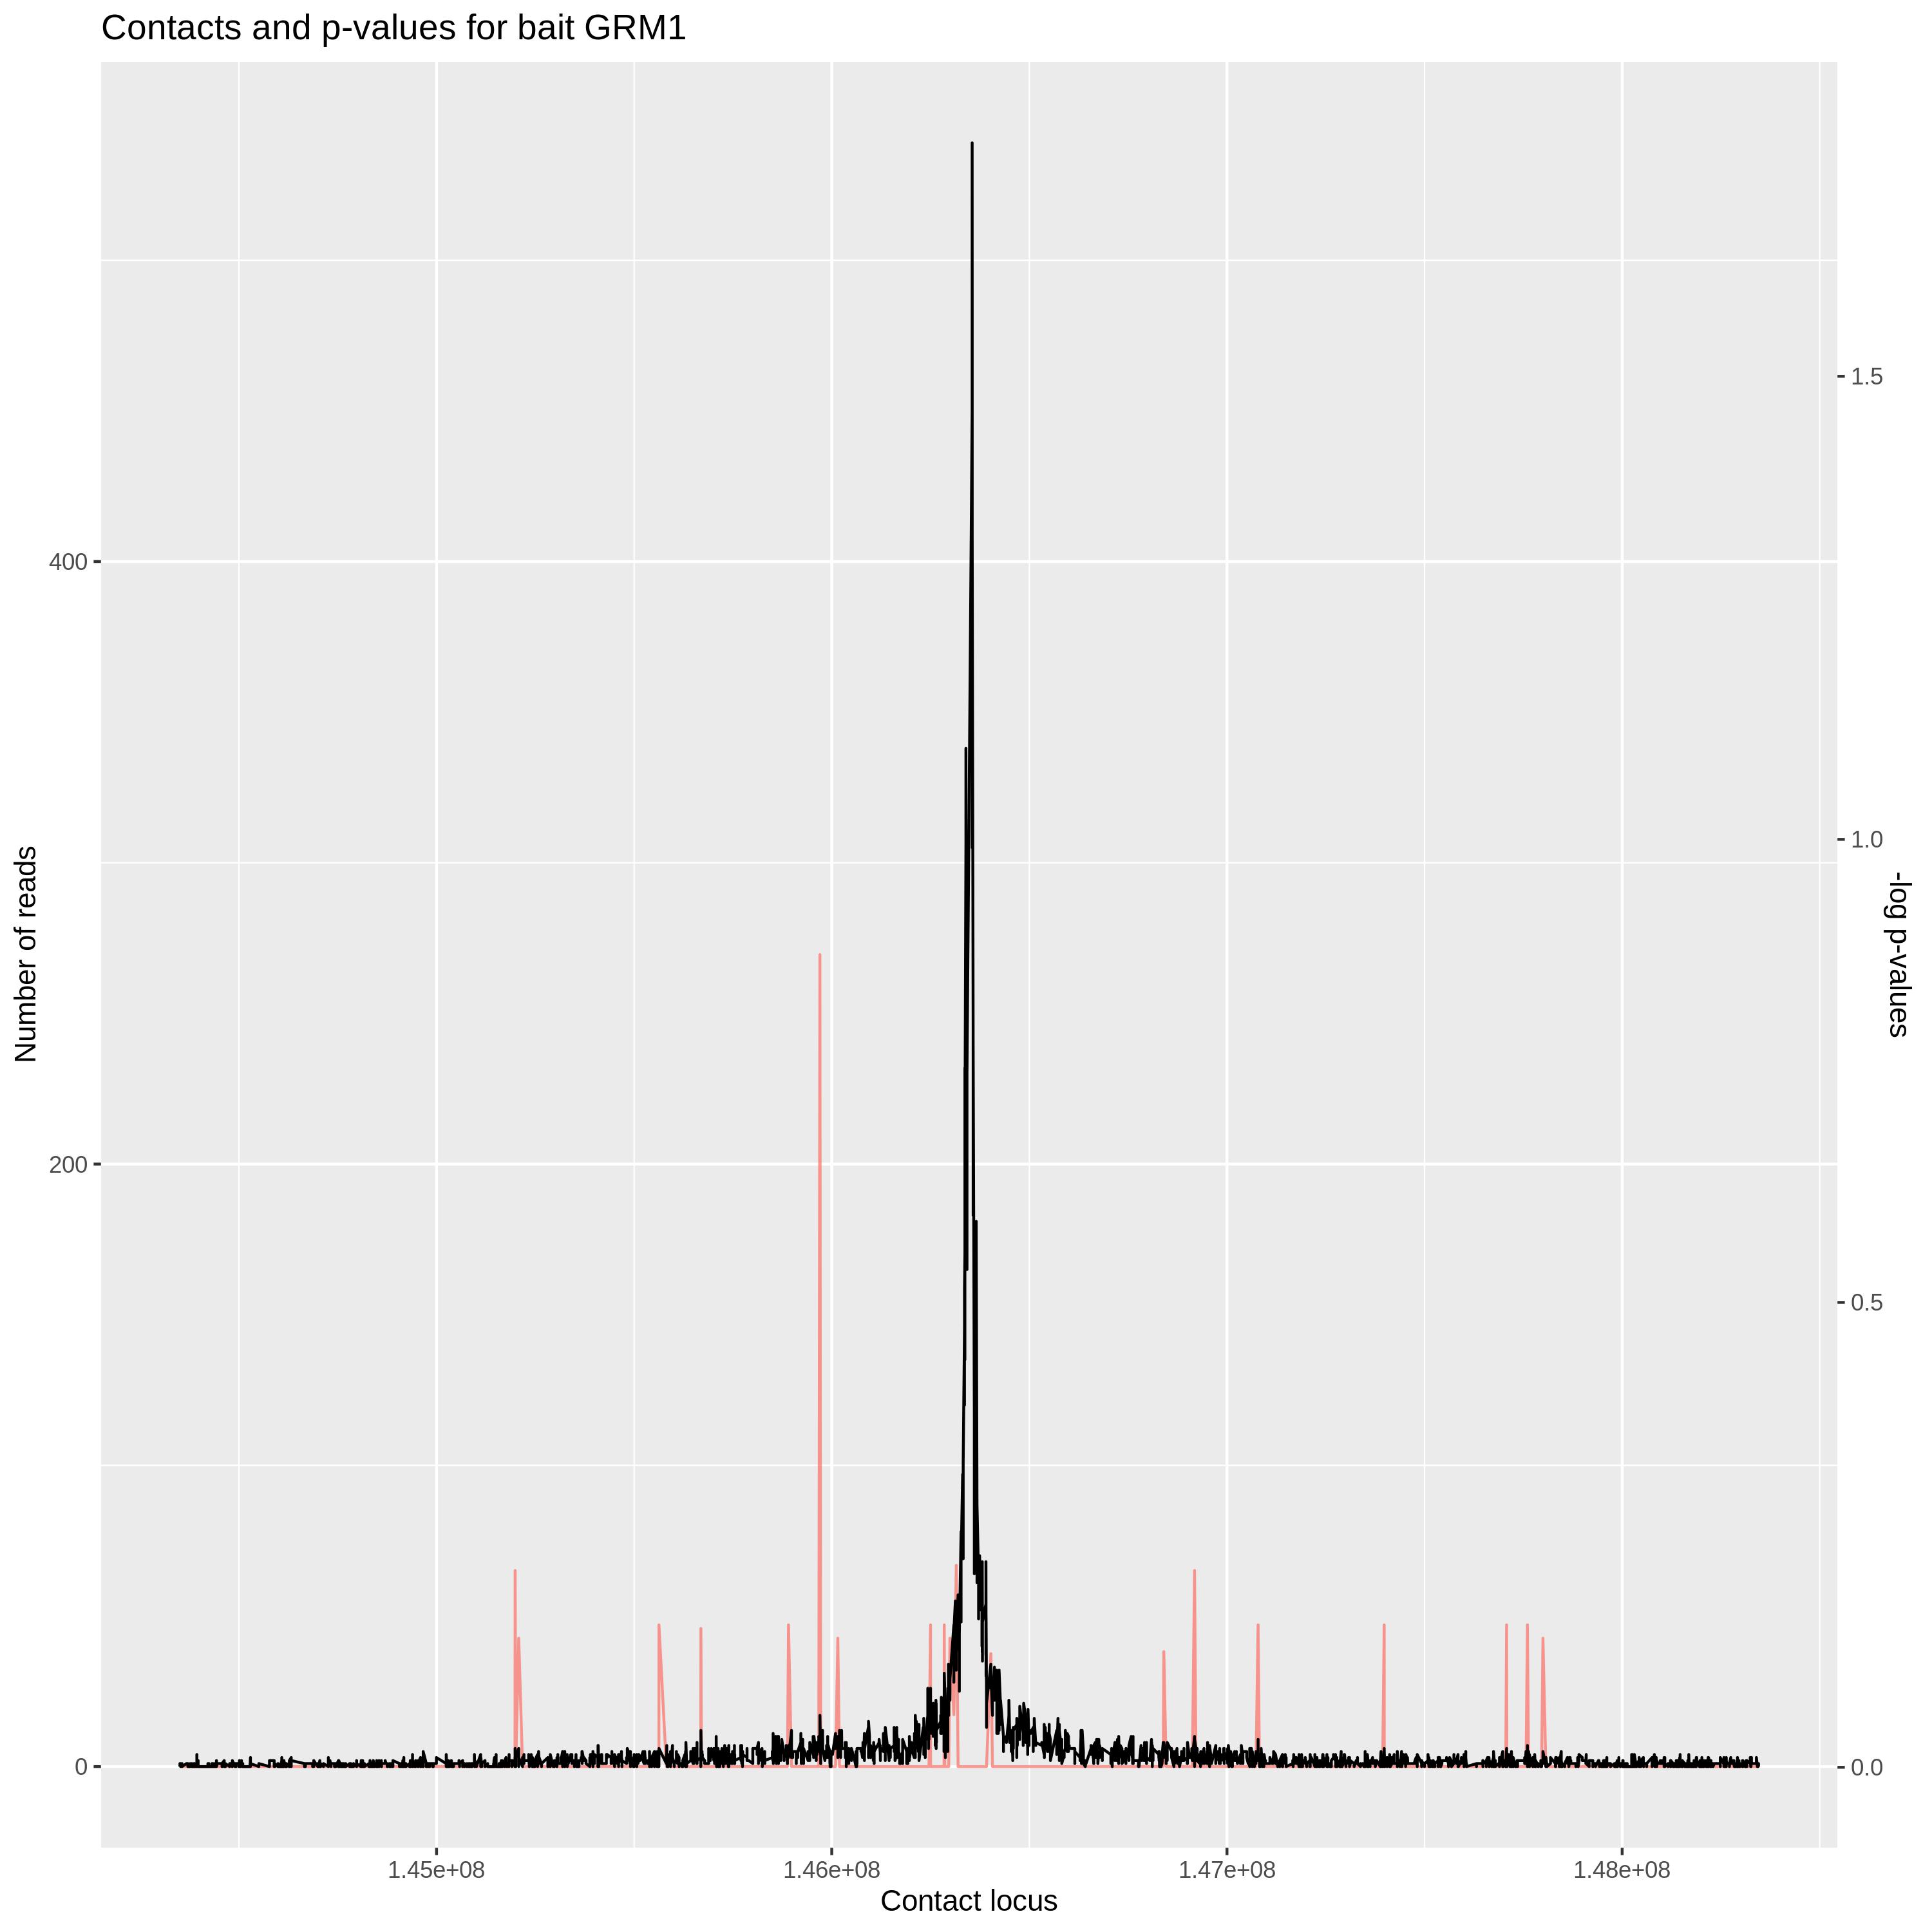 Contacts and p-values for bait GRM1
Number of reads
400
200
0
1.5
1.0
0.5
0.0
-log p-values
1.45e+08
1.46e+08
1.47e+08
1.48e+08
Contact locus